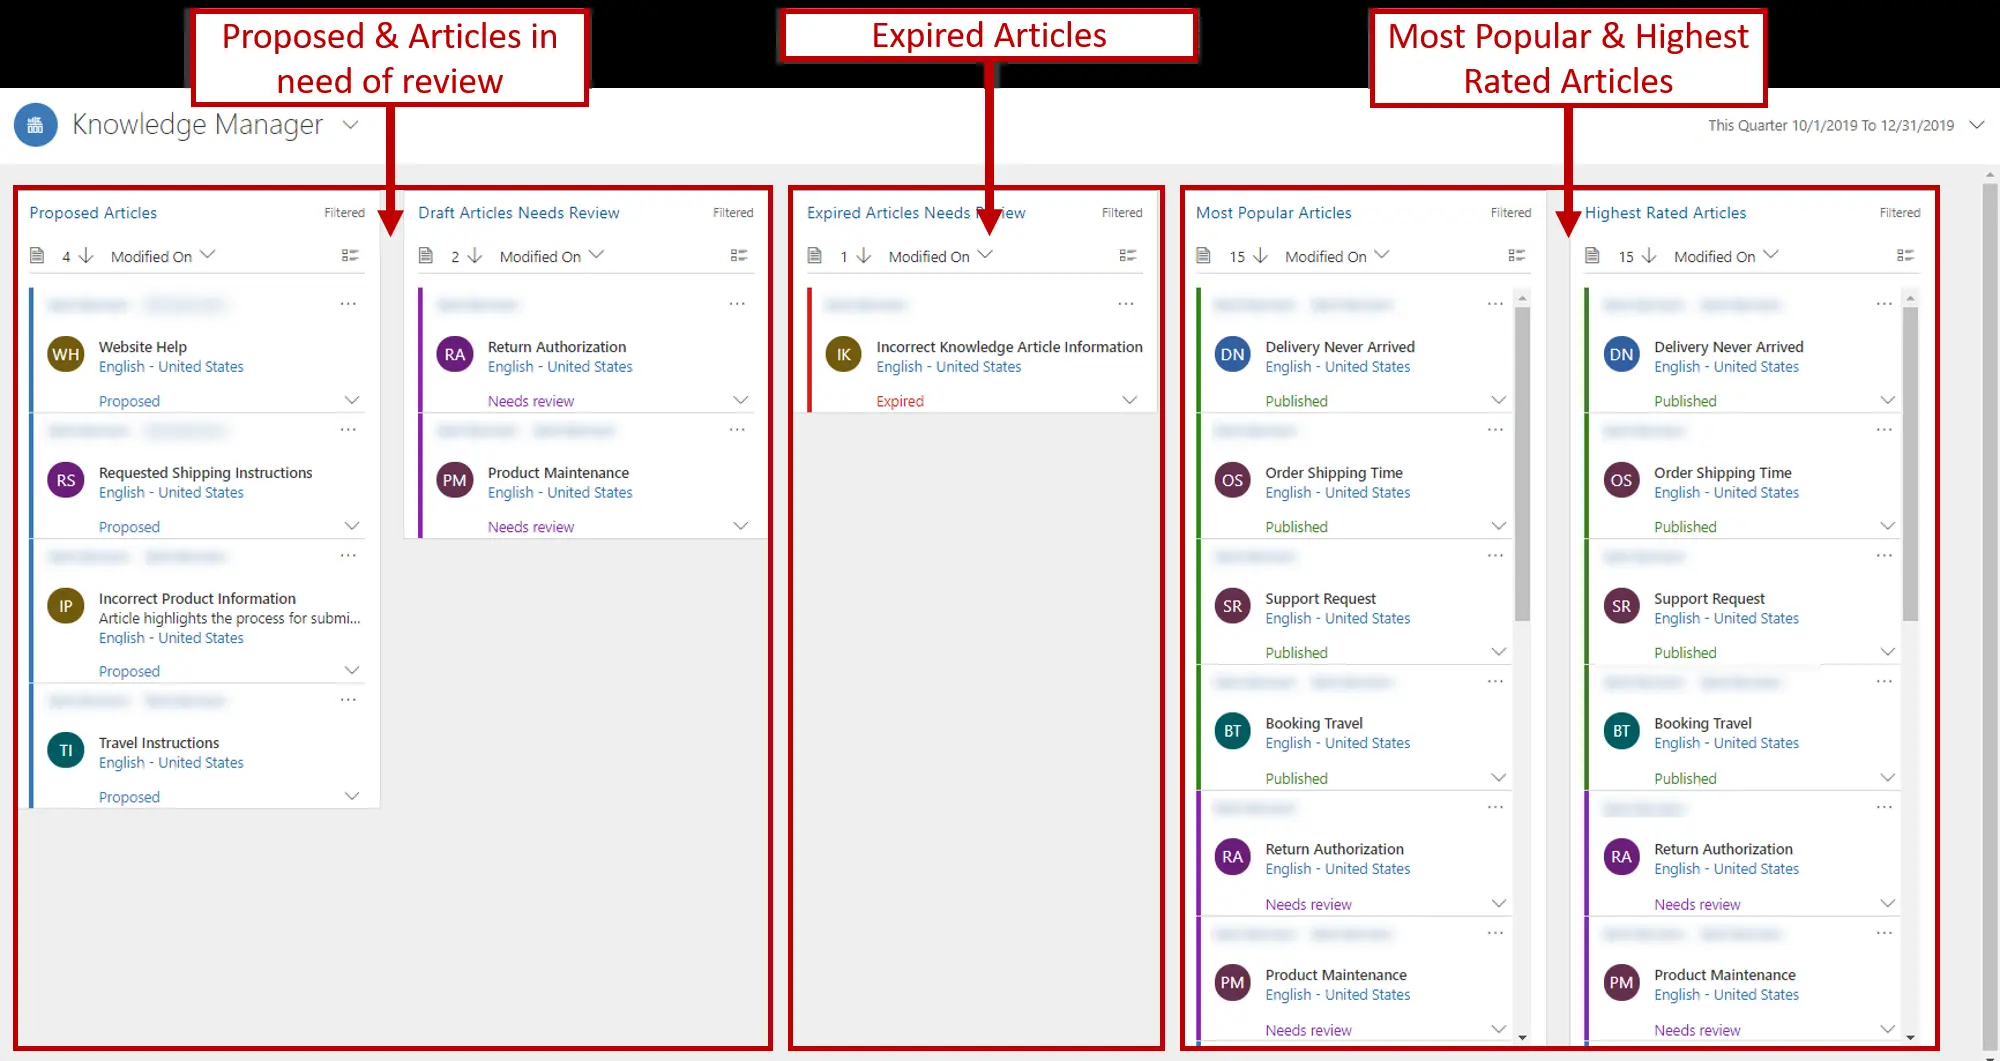 Proposed & Articles in
need of review
Expired Articles
Most Popular & Highest
Rated Articles
Knowledge Manager
This Quarter 10/1/2019 To 12/31/2019
Proposed Articles
Filtered
4
Modified On
WH
Website Help
English - United States
Proposed
RS
Requested Shipping Instructions
English - United States
Proposed
IP
Incorrect Product Information
Article highlights the process for submi...
English - United States
Proposed
TI
Travel Instructions
English - United States
Proposed
Draft Articles Needs Review
Filtered
2
Modified On
RA
Return Authorization
English - United States
Needs review
PM
Product Maintenance
English - United States
Needs review
Expired Articles Needs Review
Filtered
1
Modified On
IK
Incorrect Knowledge Article Information
English - United States
Expired
Most Popular Articles
Filtered
15
Modified On
DN
Delivery Never Arrived
English - United States
Published
OS
Order Shipping Time
English - United States
Published
SR
Support Request
English - United States
Published
BT
Booking Travel
English - United States
Published
RA
Return Authorization
English - United States
Needs review
PM
Product Maintenance
English - United States
Needs review
Highest Rated Articles
Filtered
15
Modified On
DN
Delivery Never Arrived
English - United States
Published
OS
Order Shipping Time
English - United States
Published
SR
Support Request
English - United States
Published
BT
Booking Travel
English - United States
Published
RA
Return Authorization
English - United States
Needs review
PM
Product Maintenance
English - United States
Needs review